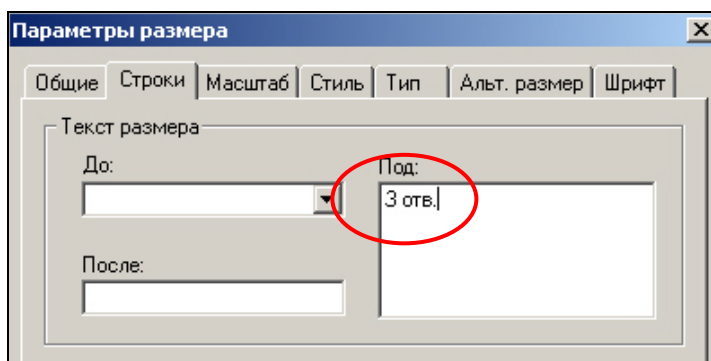 Параметры размера
Общие Строки Масштаб Стиль Тип Альт. размер Шрифт
Текст размера
До: Под:
3 отв.
После: